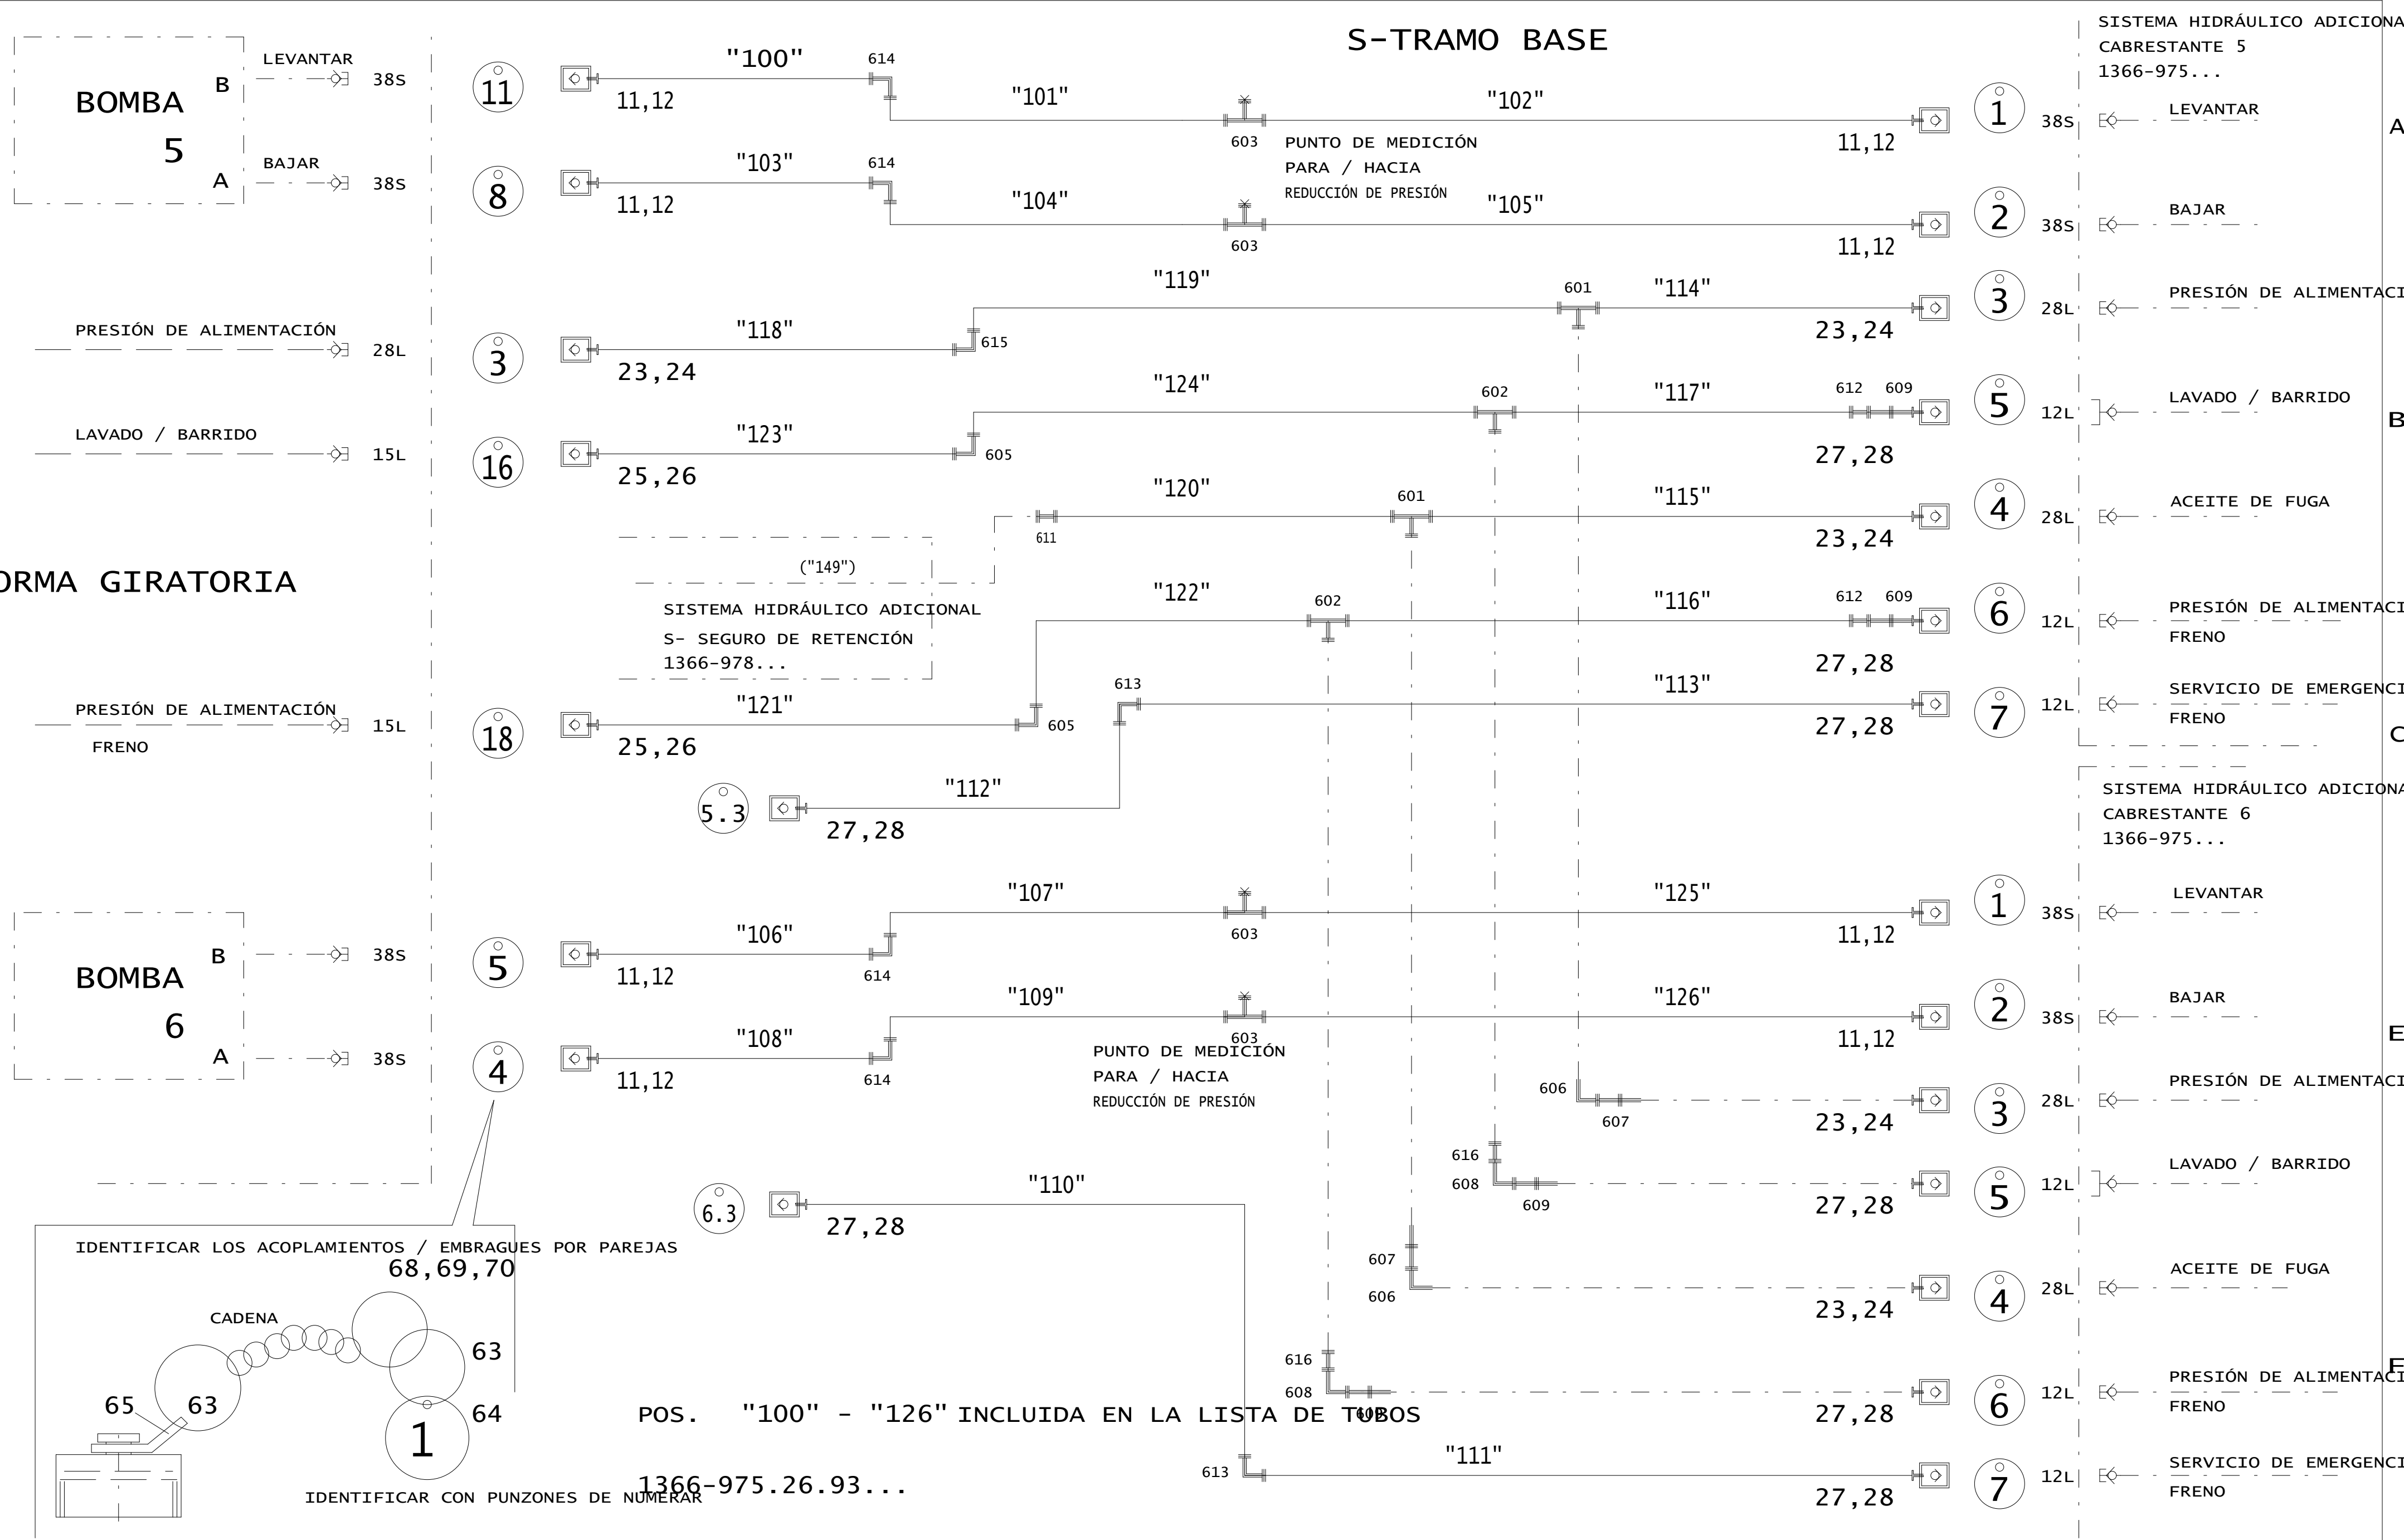 S-TRAMO BASE
SISTEMA HIDRÁULICO ADICIONA
CABRESTANTE 5
1366-975...
BOMBA
5
B
LEVANTAR
38S
11
"100"
11,12
614
"101"
603
"102"
11,12
1
38S
LEVANTAR
A
PUNTO DE MEDICIÓN
PARA / HACIA
REDUCCIÓN DE PRESIÓN
A
BAJAR
38S
8
"103"
11,12
614
"104"
603
"105"
11,12
2
38S
BAJAR
PRESIÓN DE ALIMENTACIÓN
28L
3
"118"
23,24
615
"119"
601
"114"
23,24
3
28L
PRESIÓN DE ALIMENTACI
LAVADO / BARRIDO
15L
16
"123"
25,26
605
"124"
602
"117"
612
609
27,28
5
12L
LAVADO / BARRIDO
B
611
"120"
601
"115"
23,24
4
28L
ACEITE DE FUGA
("149")
SISTEMA HIDRÁULICO ADICIONAL
S- SEGURO DE RETENCIÓN
1366-978...
ORMA GIRATORIA
PRESIÓN DE ALIMENTACIÓN
FRENO
15L
18
"121"
25,26
605
"122"
602
"116"
612
609
27,28
6
12L
PRESIÓN DE ALIMENTACI
FRENO
5.3
"112"
27,28
613
"113"
27,28
7
12L
SERVICIO DE EMERGENCI
FRENO
C
SISTEMA HIDRÁULICO ADICIONA
CABRESTANTE 6
1366-975...
BOMBA
6
B
38S
5
"106"
11,12
614
"107"
603
"125"
11,12
1
38S
LEVANTAR
A
38S
4
"108"
11,12
614
"109"
603
"126"
11,12
2
38S
BAJAR
E
PUNTO DE MEDICIÓN
PARA / HACIA
REDUCCIÓN DE PRESIÓN
606
607
23,24
3
28L
PRESIÓN DE ALIMENTACI
616
608
609
27,28
5
12L
LAVADO / BARRIDO
6.3
"110"
27,28
607
606
23,24
4
28L
ACEITE DE FUGA
616
608
609
27,28
6
12L
PRESIÓN DE ALIMENTACI
FRENO
F
613
"111"
27,28
7
12L
SERVICIO DE EMERGENCI
FRENO
IDENTIFICAR LOS ACOPLAMIENTOS / EMBRAGUES POR PAREJAS
68,69,70
CADENA
63
65
63
64
1
IDENTIFICAR CON PUNZONES DE NUMERAR
POS. "100" - "126" INCLUIDA EN LA LISTA DE TUBOS
1366-975.26.93...